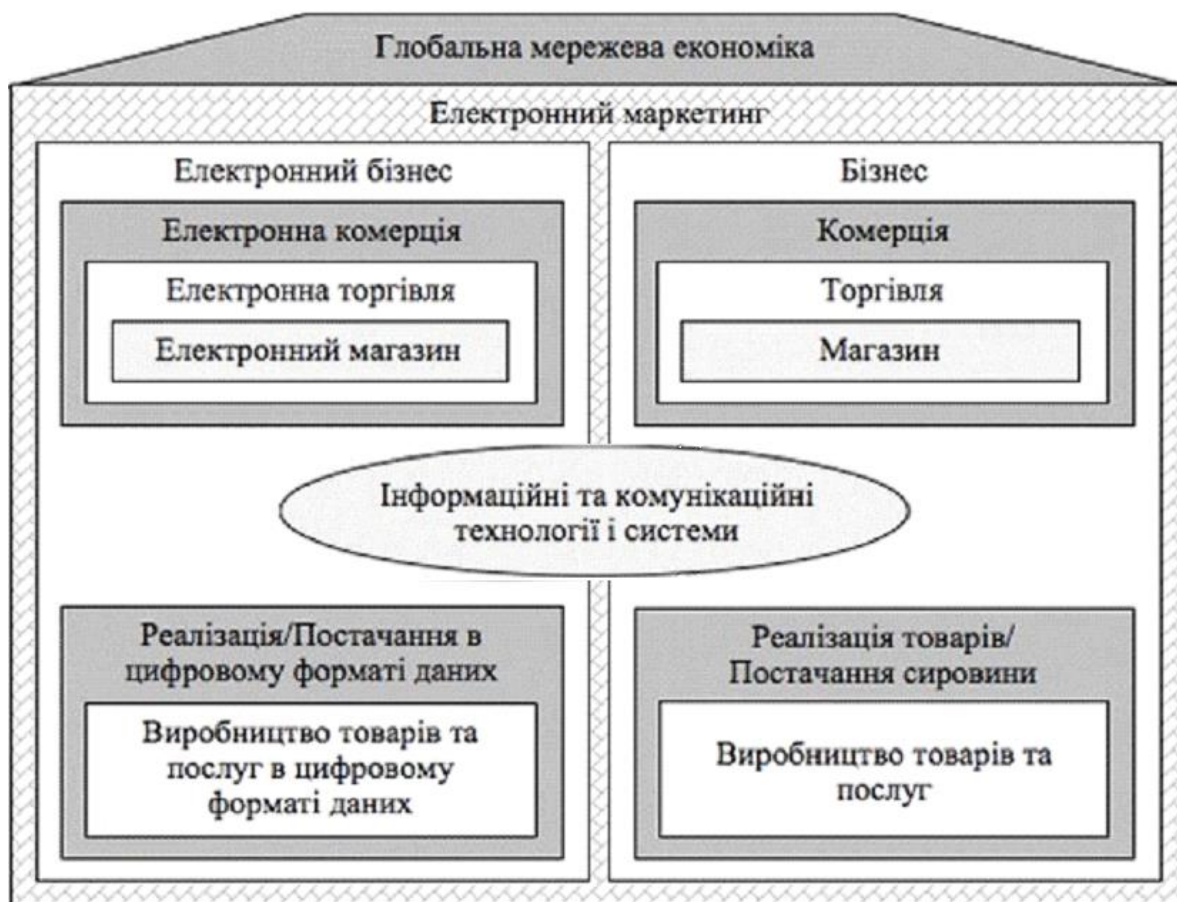 Глобальна мережева економіка
Електронний маркетинг
Електронний бізнес
Електронна комерція
Електронна торгівля
Електронний магазин
Бізнес
Комерція
Торгівля
Магазин
Інформаційні та комунікаційні
технології і системи
Реалізація/Постачання в
цифровому форматі даних
Виробництво товарів та
послуг в цифровому
форматі даних
Реалізація товарів/
Постачання сировини
Виробництво товарів та
послуг